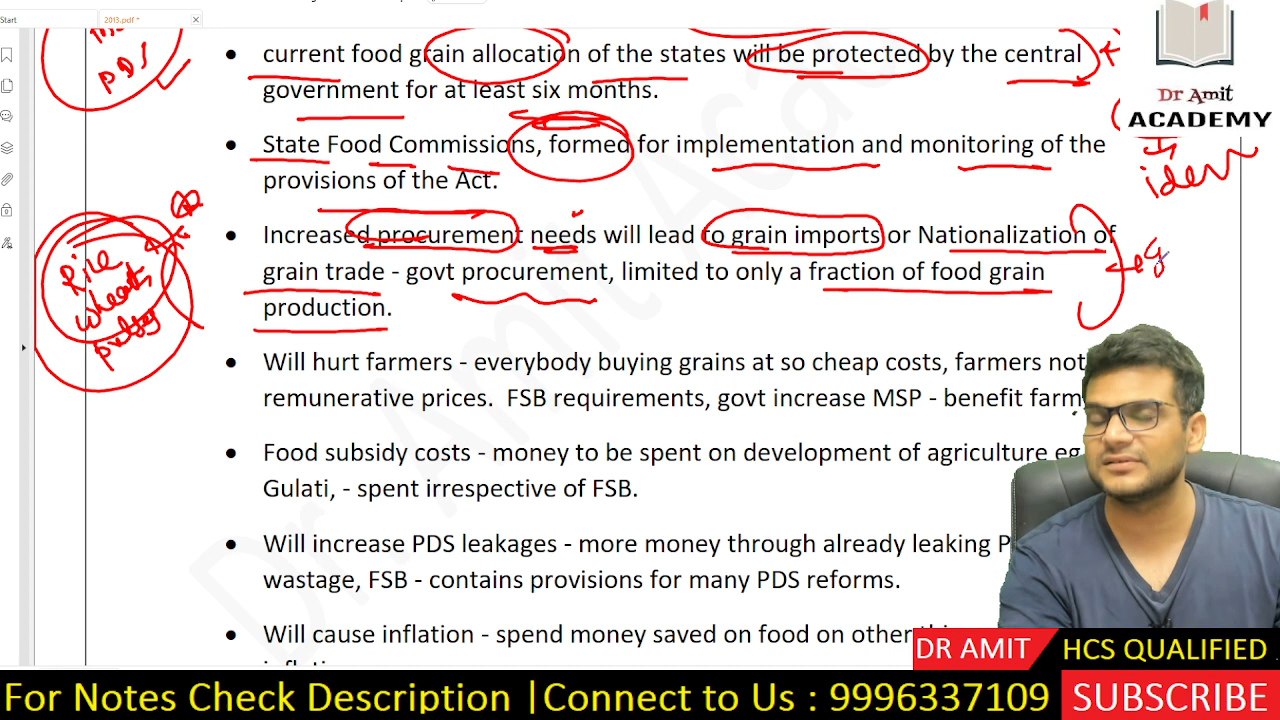 Start
2013.pdf *
PDS
current food grain allocation of the states will be protected by the central
government for at least six months.
Dr Amit
ACADEMY
State Food Commissions, formed for implementation and monitoring of the
provisions of the Act.
iden
Increased procurement needs will lead to grain imports or Nationalization of
grain trade - govt procurement, limited to only a fraction of food grain
production.
Rice
wheat,
pulses
Will hurt farmers - everybody buying grains at so cheap costs, farmers not
remunerative prices. FSB requirements, govt increase MSP - benefit farm
Food subsidy costs - money to be spent on development of agriculture eg
Gulati, - spent irrespective of FSB.
Will increase PDS leakages - more money through already leaking P
wastage, FSB - contains provisions for many PDS reforms.
Will cause inflation - spend money saved on food on other
DR AMIT HCS QUALIFIED
For Notes Check Description |Connect to Us : 9996337109 SUBSCRIBE